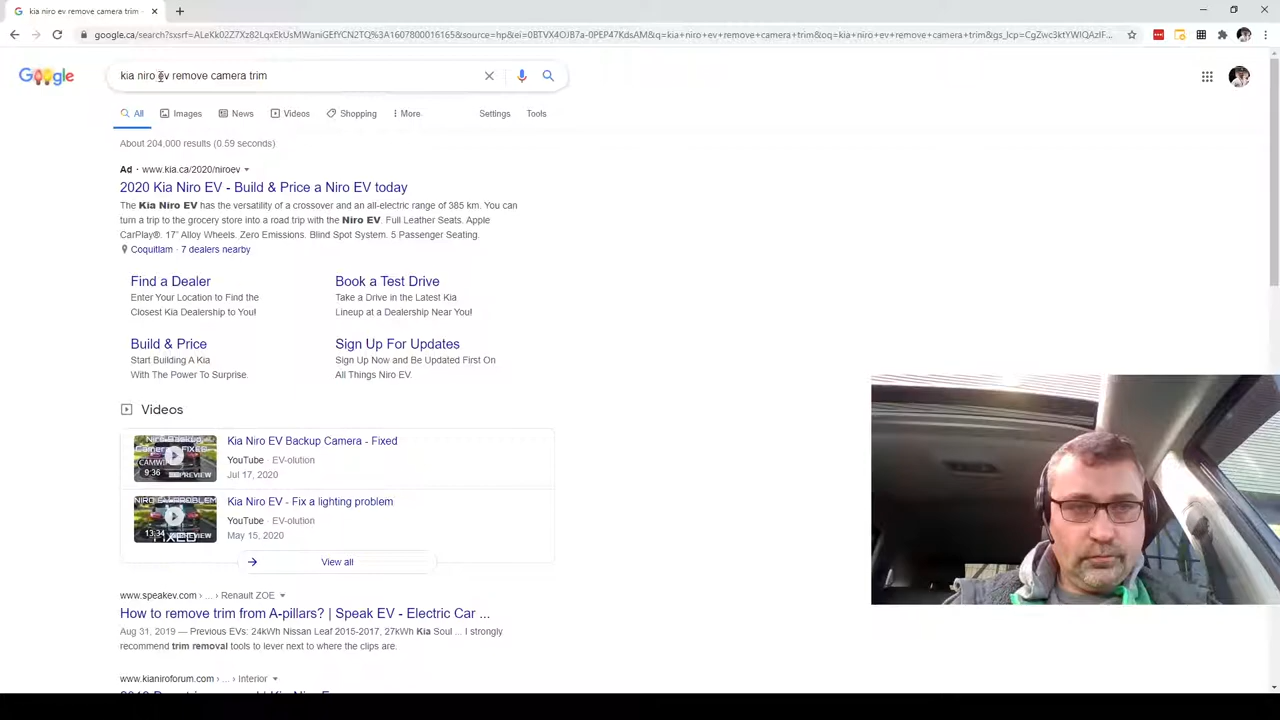 kia niro ev remove camera trim -
google.ca/search?sxsrf=ALeKk02Z7Xz82LqxEkUsMWaniGEfYCN2TQ%3A1607800016165&source=hp&ei=0BTVX4OJB7a-0PEP47KdsAM&q=kia+niro+ev+remove+camera+trim&oq=kia+niro+ev+remove+camera+trim&gs_lcp=CgZwc3ktYWIQAzIF...
Google
kia niro ev remove camera trim
All Images News Videos Shopping More Settings Tools
About 204,000 results (0.59 seconds)
Ad · www.kia.ca/2020/niroev
2020 Kia Niro EV - Build & Price a Niro EV today
The Kia Niro EV has the versatility of a crossover and an all-electric range of 385 km. You
can turn a trip to the grocery store into a road trip with the Niro EV. Full Leather Seats. Apple
CarPlay®. 17" Alloy Wheels. Zero Emissions. Blind Spot System. 5 Passenger Seating.
Coquitlam · 7 dealers nearby
Find a Dealer
Enter Your Location to Find the
Closest Kia Dealership to You!
Book a Test Drive
Take a Drive in the Latest Kia
Lineup at a Dealership Near You!
Build & Price
Start Building A Kia
With The Power To Surprise.
Sign Up For Updates
Sign Up Now and Be Updated First On
All Things Niro EV.
Videos
9:36 PREVIEW
Kia Niro EV Backup Camera - Fixed
YouTube · EV-olution
Jul 17, 2020
13:34 PREVIEW
Kia Niro EV - Fix a lighting problem
YouTube · EV-olution
May 15, 2020
View all
www.speakev.com › ... › Renault ZOE
How to remove trim from A-pillars? | Speak EV - Electric Car ...
Aug 31, 2019 — Previous EVs: 24kWh Nissan Leaf 2015-2017, 27kWh Kia Soul ... I strongly
recommend trim removal tools to lever next to where the clips are.
www.kianiroforum.com › ... › Interior